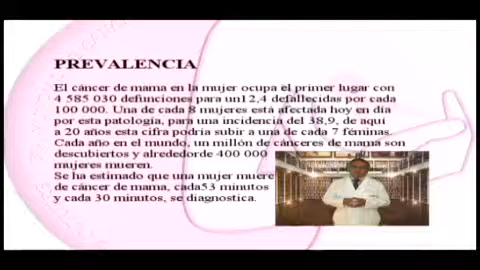 PREVALENCIA
El cáncer de mama en la mujer ocupa el primer lugar con
4 585 030 defunciones para un12,4 defallecidas por cada
100 000. Una de cada 8 mujeres está afectada hoy en día
por esta patología, para una incidencia del 38,9, de aquí
a 20 años esta cifra podría subir a una de cada 7 féminas.
Cada año en el mundo, un millón de cánceres de mama son
descubiertos y alrededorde 400 000
mujeres mueren.
Se ha estimado que una mujer muere
de cáncer de mama, cada53 minutos
y cada 30 minutos, se diagnostica.